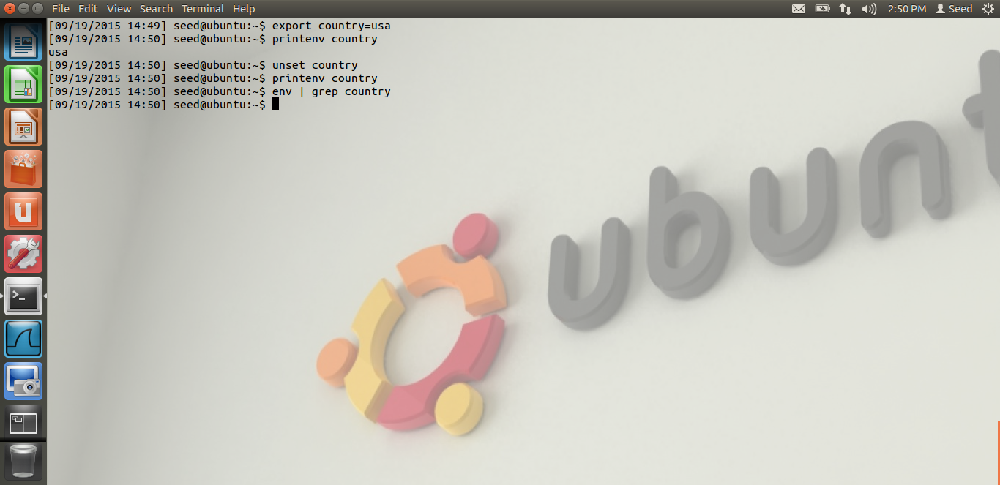 File Edit View Search Terminal Help 2:50 PM Seed
[09/19/2015 14:49] seed@ubuntu:~$ export country=usa
[09/19/2015 14:50] seed@ubuntu:~$ printenv country
usa
[09/19/2015 14:50] seed@ubuntu:~$ unset country
[09/19/2015 14:50] seed@ubuntu:~$ printenv country
[09/19/2015 14:50] seed@ubuntu:~$ env | grep country
[09/19/2015 14:50] seed@ubuntu:~$
ubunt